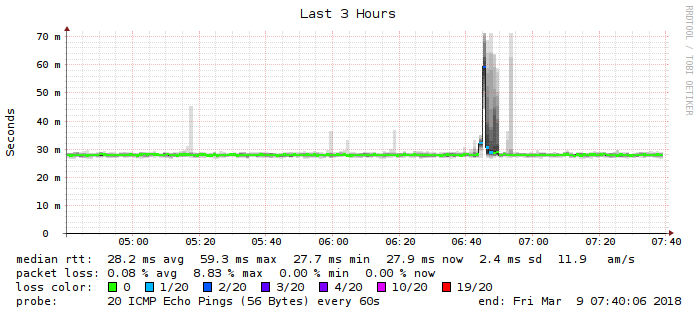 Last 3 Hours
RRDTOOL / TOBI OETIKER
Seconds
70 m
60 m
50 m
40 m
30 m
20 m
10 m
0
05:00 05:20 05:40 06:00 06:20 06:40 07:00 07:20 07:40
median rtt: 28.2 ms avg 59.3 ms max 27.7 ms min 27.9 ms now 2.4 ms sd 11.9 am/s
packet loss: 0.08 % avg 8.83 % max 0.00 % min 0.00 % now
loss color: 0 1/20 2/20 3/20 4/20 10/20 19/20
probe: 20 ICMP Echo Pings (56 Bytes) every 60s end: Fri Mar 9 07:40:06 2018